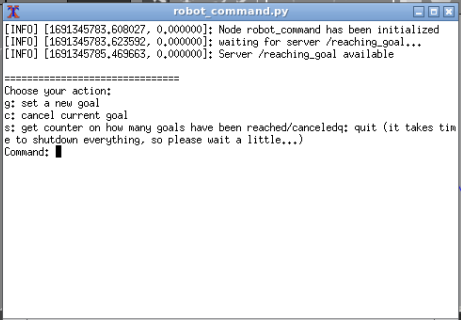 robot_command.py
[INFO] [1691345783.608027, 0.000000]: Node robot_command has been initialized
[INFO] [1691345783.623592, 0.000000]: waiting for server /reaching_goal...
[INFO] [1691345785.469663, 0.000000]: Server /reaching_goal available
===============================
Choose your action:
g: set a new goal
c: cancel current goal
s: get counter on how many goals have been reached/canceledq: quit (it takes tim
e to shutdown everything, so please wait a little...)
Command: